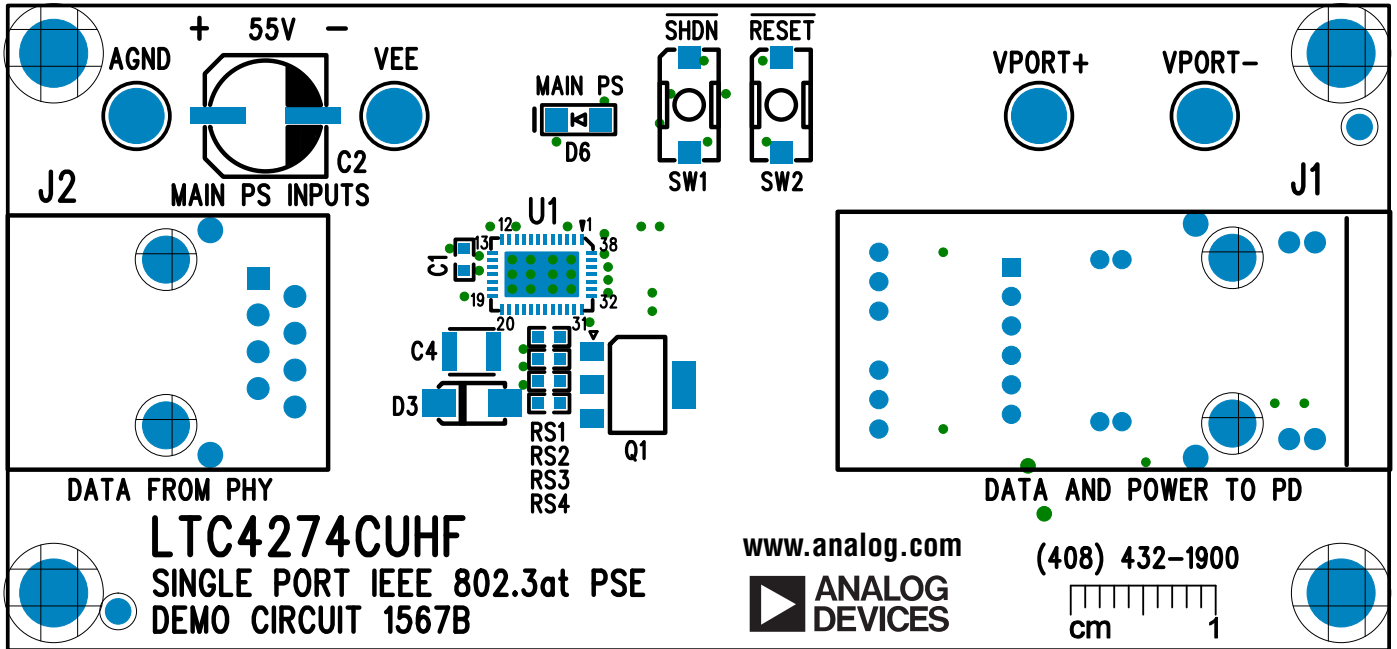 + 55V -
SHDN
RESET
AGND
VEE
VPORT+
VPORT-
MAIN PS
D6
C2
J2
MAIN PS INPUTS
SW1
SW2
J1
U1
12
1
13
38
C1
19
32
20
31
C4
D3
RS1
RS2
RS3
RS4
Q1
DATA FROM PHY
DATA AND POWER TO PD
LTC4274CUHF
SINGLE PORT IEEE 802.3at PSE
DEMO CIRCUIT 1567B
www.analog.com
ANALOG
DEVICES
(408) 432-1900
cm 1